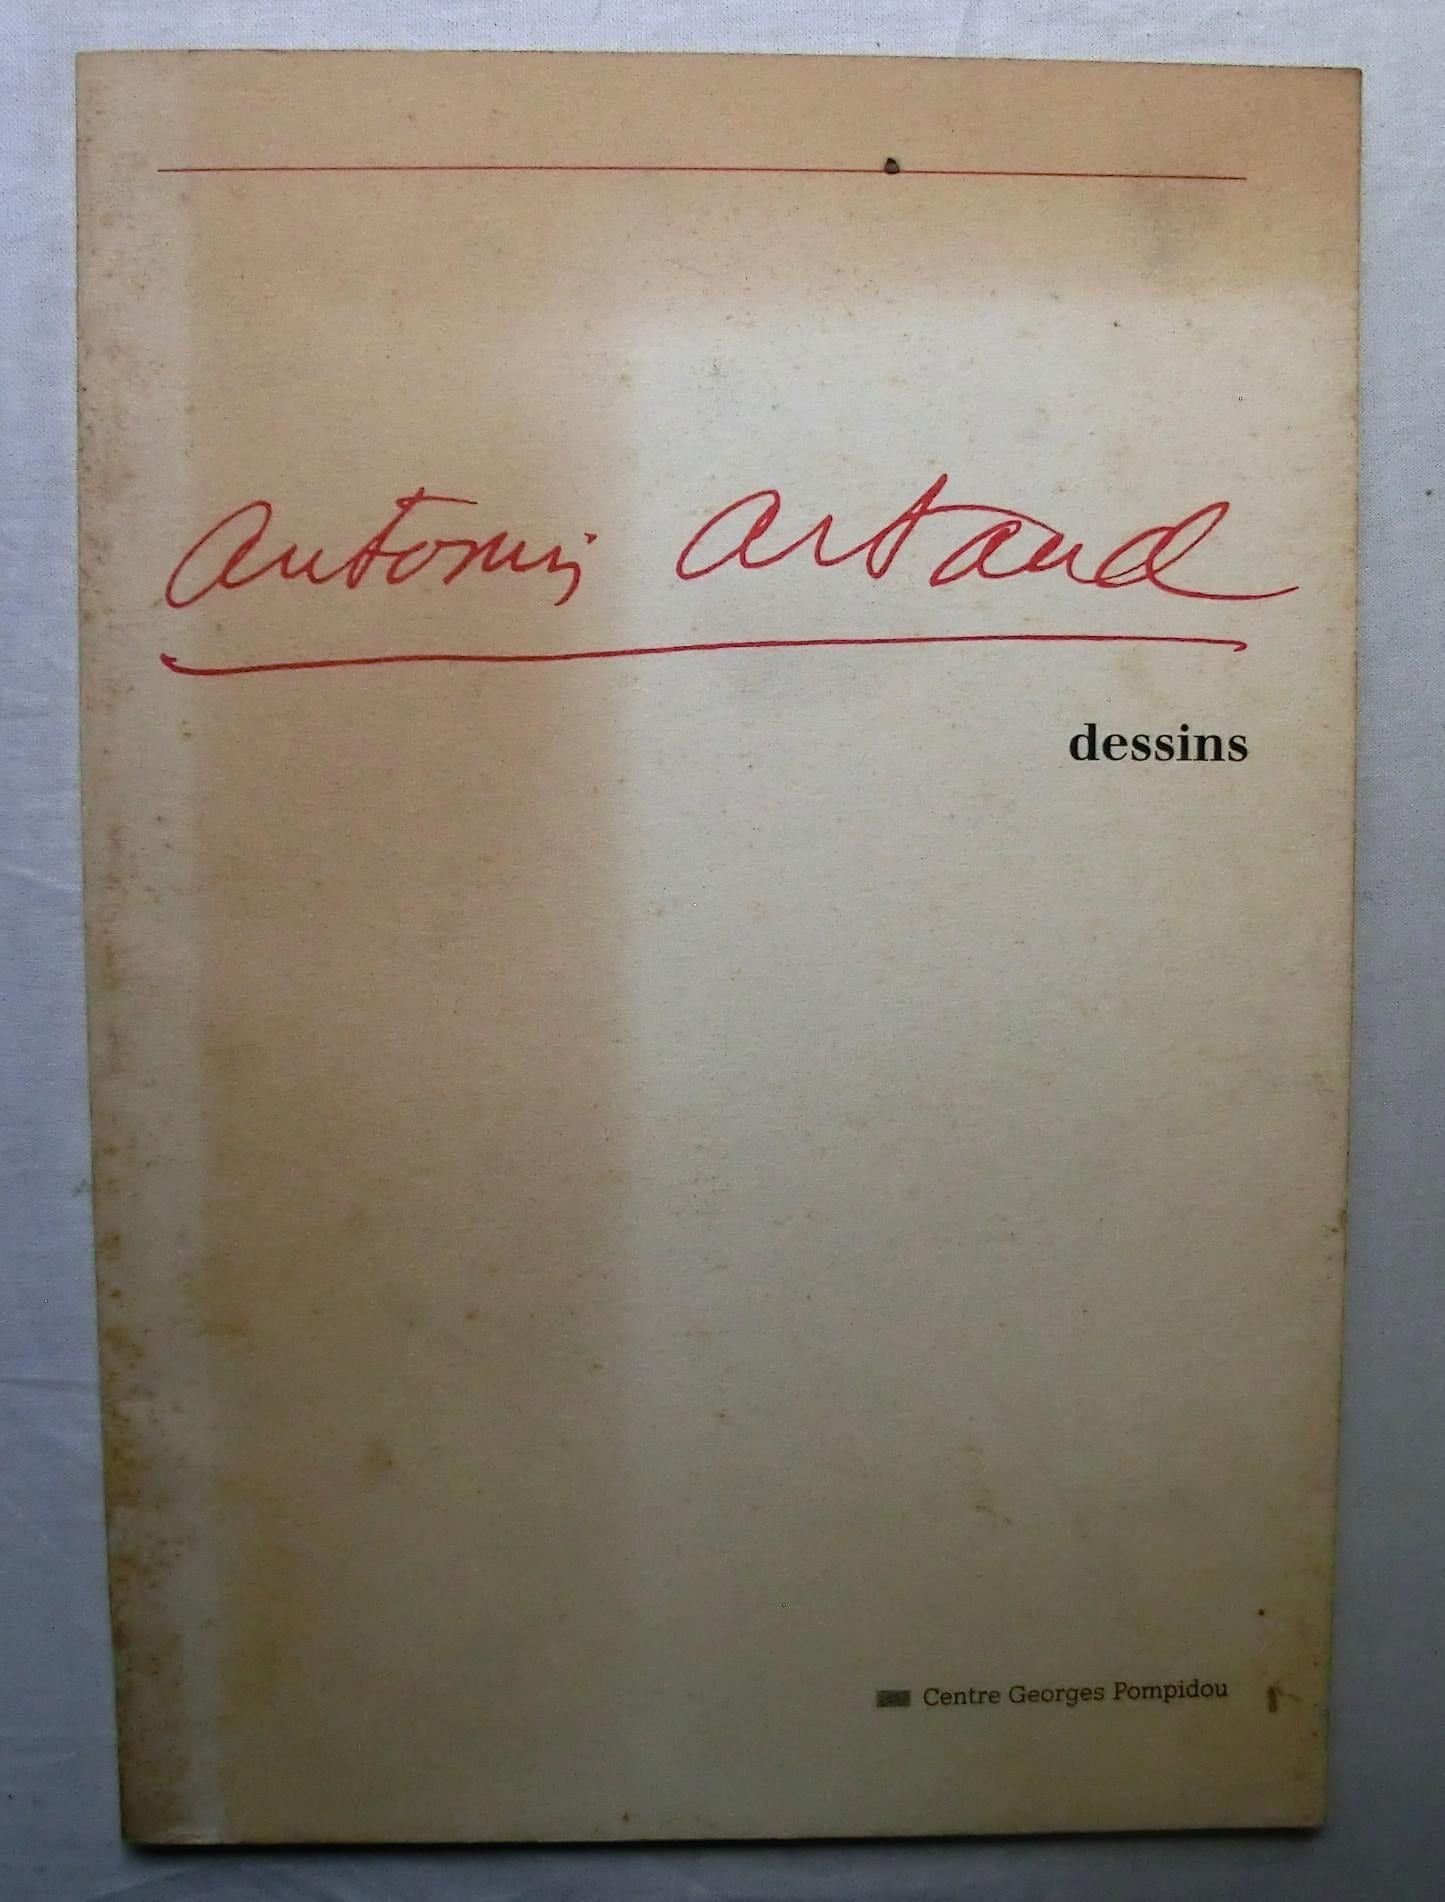 antonin artaud
dessins
Centre Georges Pompidou